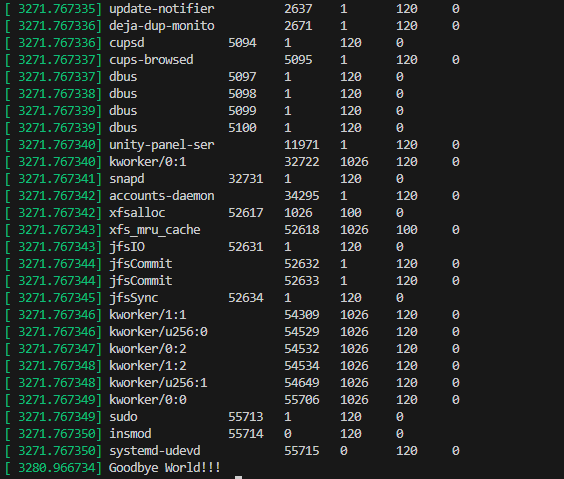 [ 3271.767335] update-notifier 2637 1 120 0
[ 3271.767336] deja-dup-monito 2671 1 120 0
[ 3271.767336] cupsd 5094 1 120 0
[ 3271.767337] cups-browsed 5095 1 120 0
[ 3271.767337] dbus 5097 1 120 0
[ 3271.767338] dbus 5098 1 120 0
[ 3271.767339] dbus 5099 1 120 0
[ 3271.767339] dbus 5100 1 120 0
[ 3271.767340] unity-panel-ser 11971 1 120 0
[ 3271.767340] kworker/0:1 32722 1026 120 0
[ 3271.767341] snapd 32731 1 120 0
[ 3271.767342] accounts-daemon 34295 1 120 0
[ 3271.767342] xfsalloc 52617 1026 100 0
[ 3271.767342] xfs_mru_cache 52618 1026 100 0
[ 3271.767343] jfsIO 52631 1 120 0
[ 3271.767344] jfsCommit 52632 1 120 0
[ 3271.767344] jfsCommit 52633 1 120 0
[ 3271.767345] jfsSync 52634 1 120 0
[ 3271.767346] kworker/1:1 54309 1026 120 0
[ 3271.767346] kworker/u256:0 54529 1026 120 0
[ 3271.767347] kworker/0:2 54532 1026 120 0
[ 3271.767348] kworker/1:2 54534 1026 120 0
[ 3271.767348] kworker/u256:1 54649 1026 120 0
[ 3271.767349] kworker/0:0 55706 1026 120 0
[ 3271.767349] sudo 55713 1 120 0
[ 3271.767350] insmod 55714 0 120 0
[ 3271.767350] systemd-udevd 55715 0 120 0
[ 3280.966734] Goodbye World!!!